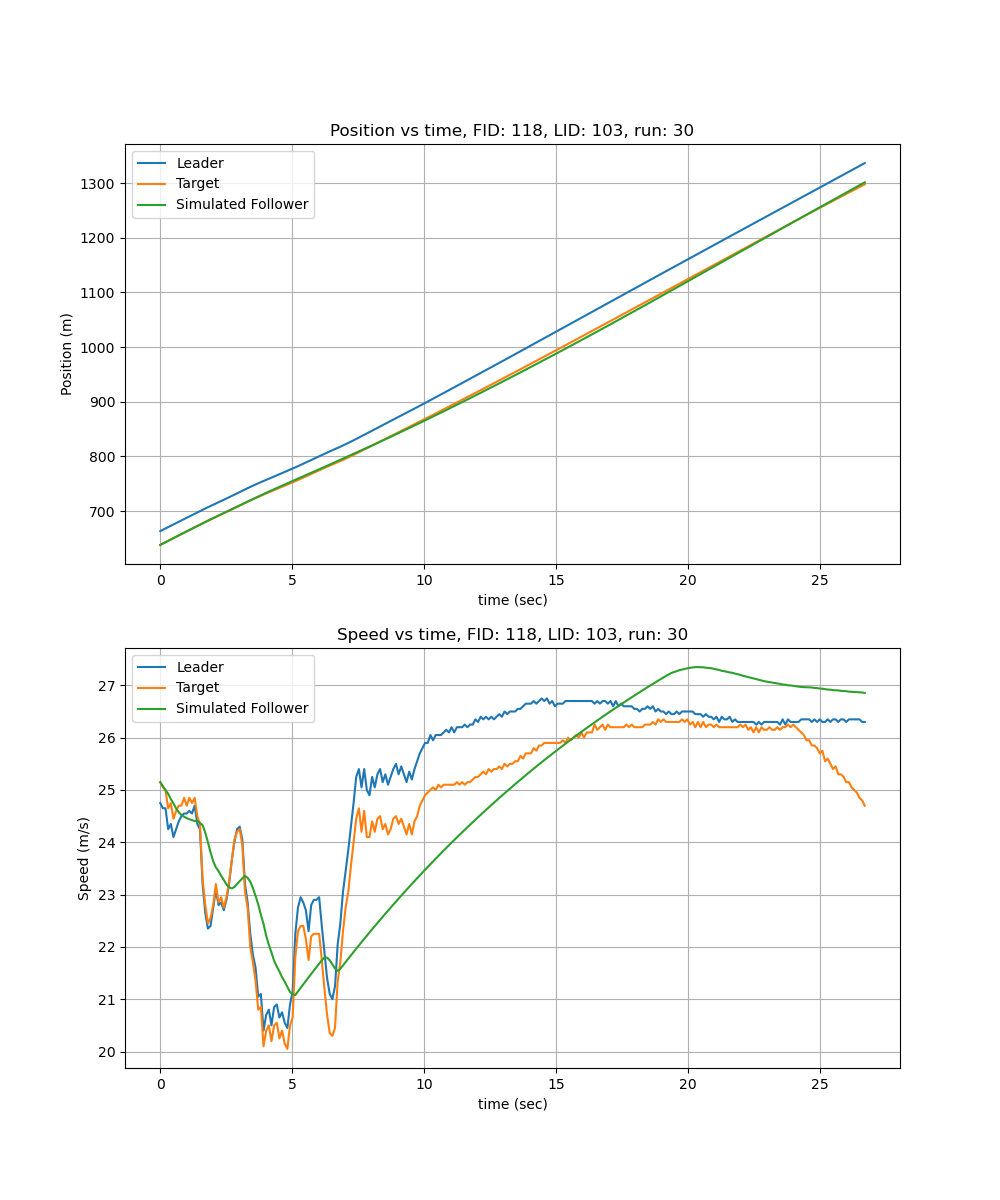 Position vs time, FID: 118, LID: 103, run: 30
Leader
Target
Simulated Follower
1300
1200
1100
1000
900
800
700
Position (m)
0 5 10 15 20 25
time (sec)
Speed vs time, FID: 118, LID: 103, run: 30
Leader
Target
Simulated Follower
27
26
25
24
23
22
21
20
Speed (m/s)
0 5 10 15 20 25
time (sec)